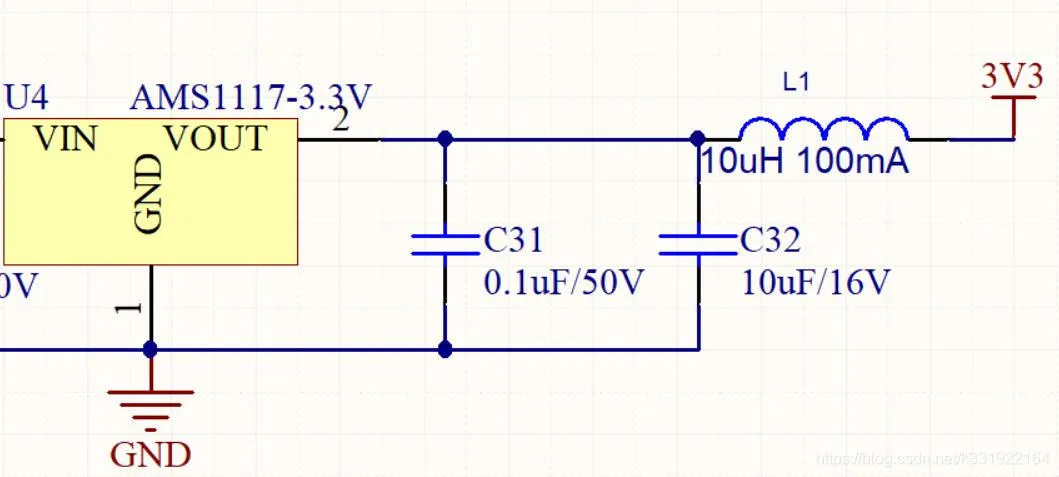 U4
AMS1117-3.3V
VIN
VOUT
2
GND
1
0V
GND
C31
0.1uF/50V
C32
10uF/16V
L1
10uH 100mA
3V3
https://blog.csdn.net/k331922164